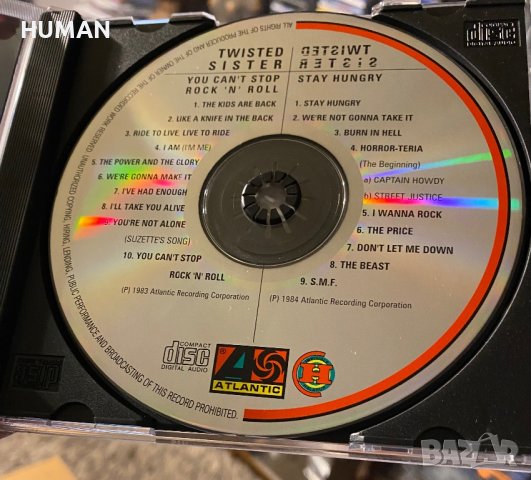 HUMAN
COMPACT
disc
DIGITAL AUDIO
ALL RIGHTS OF THE PRODUCER AND OF THE OWNER OF THE RECORDED WORK RESERVED. UNAUTHORIZED COPYING, HIRING, LENDING, PUBLIC PERFORMANCE AND BROADCASTING OF THIS RECORD PROHIBITED.
TWISTED
SISTER
YOU CAN'T STOP
ROCK 'N' ROLL
1. THE KIDS ARE BACK
2. LIKE A KNIFE IN THE BACK
3. RIDE TO LIVE, LIVE TO RIDE
4. I AM (I'M ME)
5. THE POWER AND THE GLORY
6. WE'RE GONNA MAKE IT
7. I'VE HAD ENOUGH
8. I'LL TAKE YOU ALIVE
9. YOU'RE NOT ALONE
(SUZETTE'S SONG)
10. YOU CAN'T STOP
ROCK 'N' ROLL
(P) 1983 Atlantic Recording Corporation
TWISTED
SISTER
STAY HUNGRY
1. STAY HUNGRY
2. WE'RE NOT GONNA TAKE IT
3. BURN IN HELL
4. HORROR-TERIA
(The Beginning)
a) CAPTAIN HOWDY
b) STREET JUSTICE
5. I WANNA ROCK
6. THE PRICE
7. DON'T LET ME DOWN
8. THE BEAST
9. S.M.F.
(P) 1984 Atlantic Recording Corporation
COMPACT
disc
DIGITAL AUDIO
ATLANTIC
BAZAR